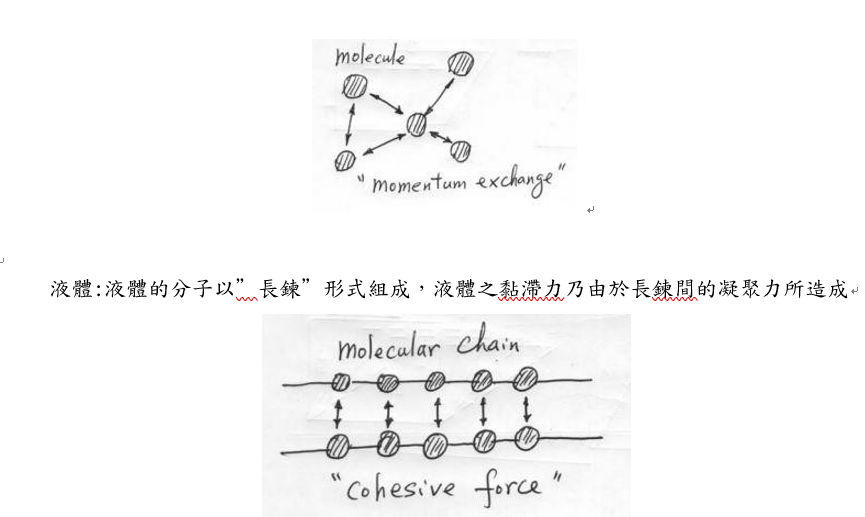 molecule
"momentum exchange"
液體:液體的分子以”長鍊”形式組成，液體之黏滯力乃由於長鍊間的凝聚力所造成
molecular chain
"cohesive force"